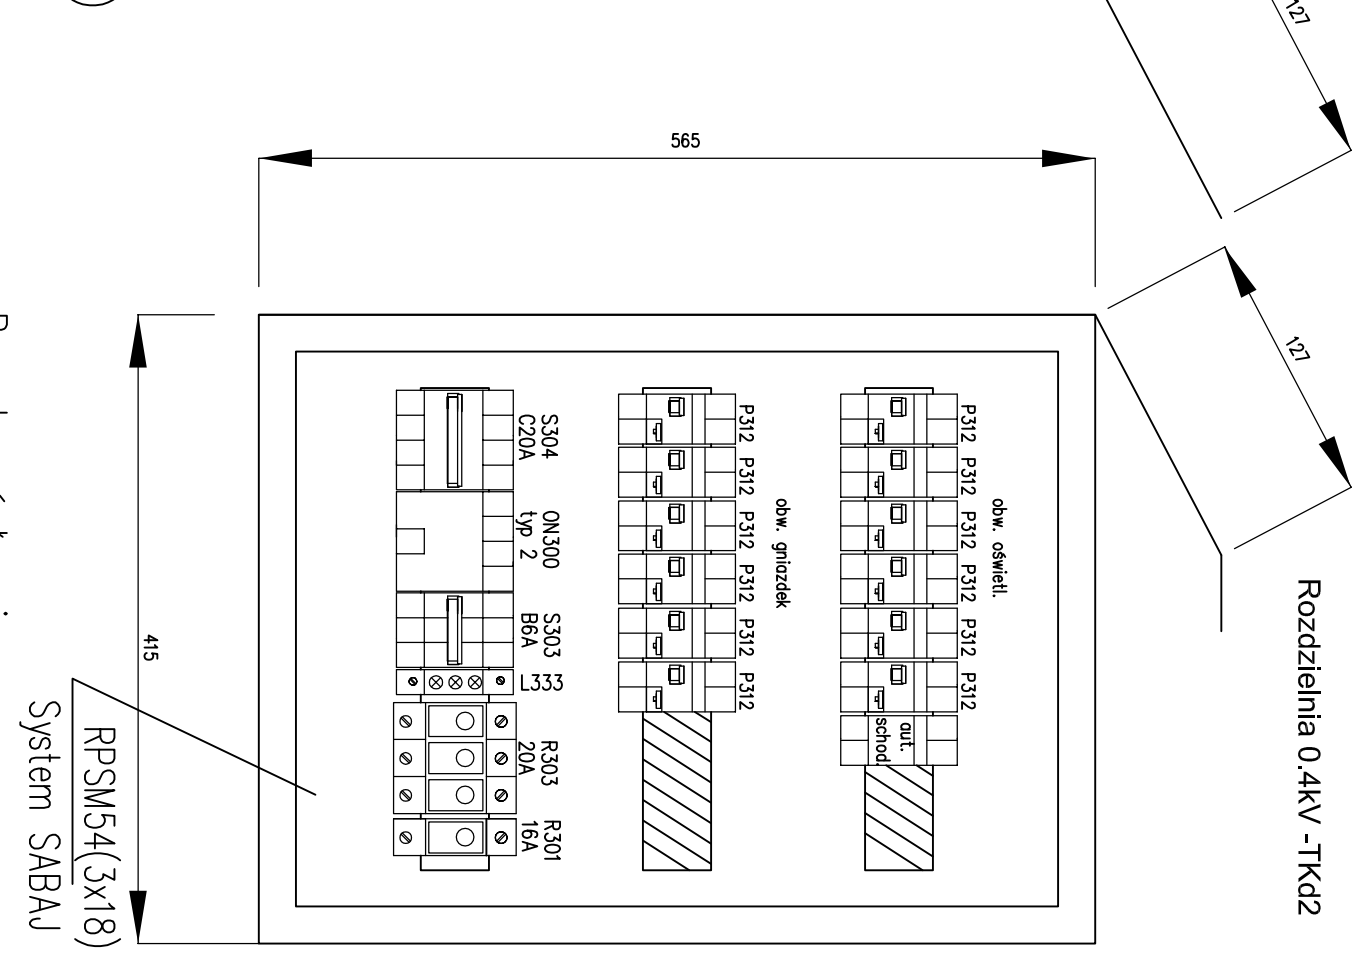 Rozdzielnia 0.4kV -TKd2
127
127
565
415
obw. oświetl.
P312
P312
P312
P312
P312
P312
aut.
schod.
obw. gniazdek
P312
P312
P312
P312
P312
P312
S304
C20A
ON300
typ 2
S303
B6A
L333
R303
20A
R301
16A
RPSM54(3x18)
System SABAJ